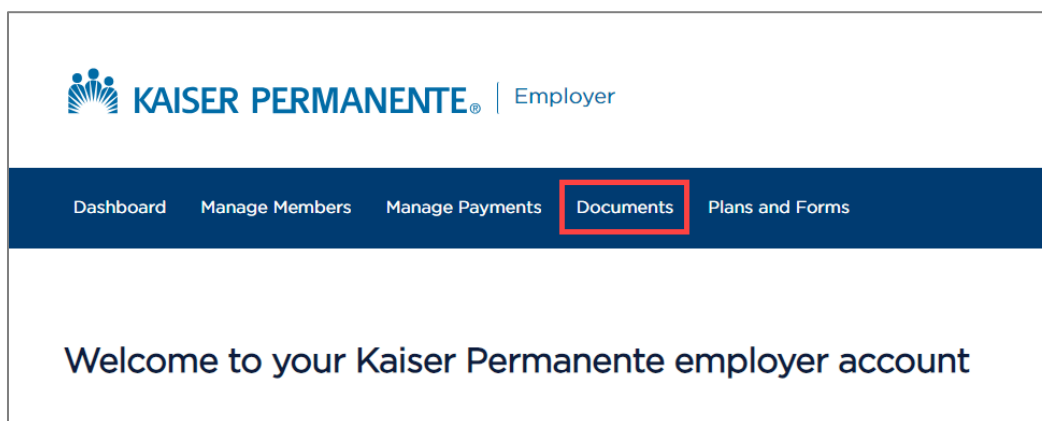 KAISER PERMANENTE® | Employer
Dashboard Manage Members Manage Payments Documents Plans and Forms
Welcome to your Kaiser Permanente employer account